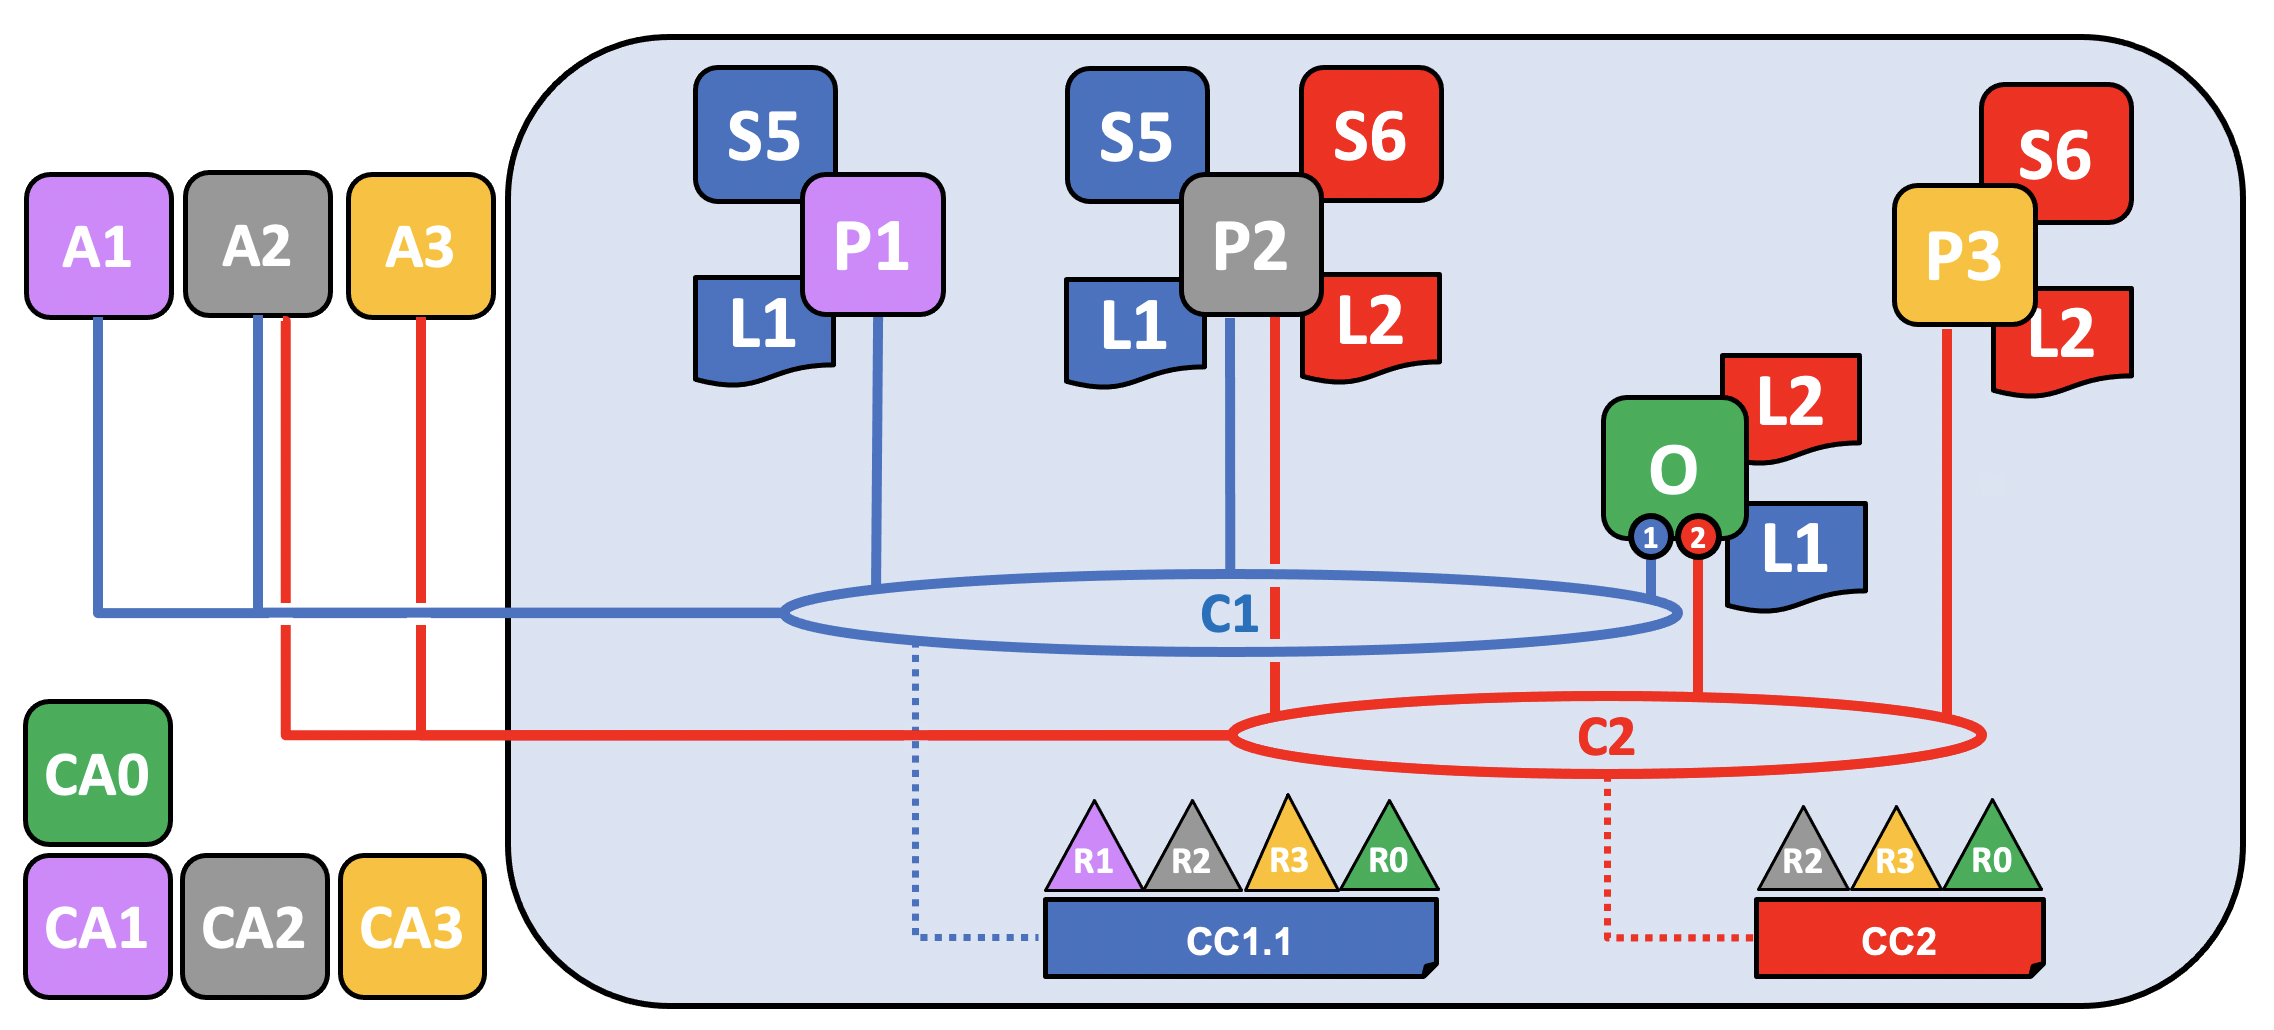 S5
S5
S6
S6
A1
A2
A3
P1
P2
P3
L1
L1
L2
L2
L2
O
1
2
L1
C1
C2
CA0
R1
R2
R3
R0
R2
R3
R0
CA1
CA2
CA3
CC1.1
CC2